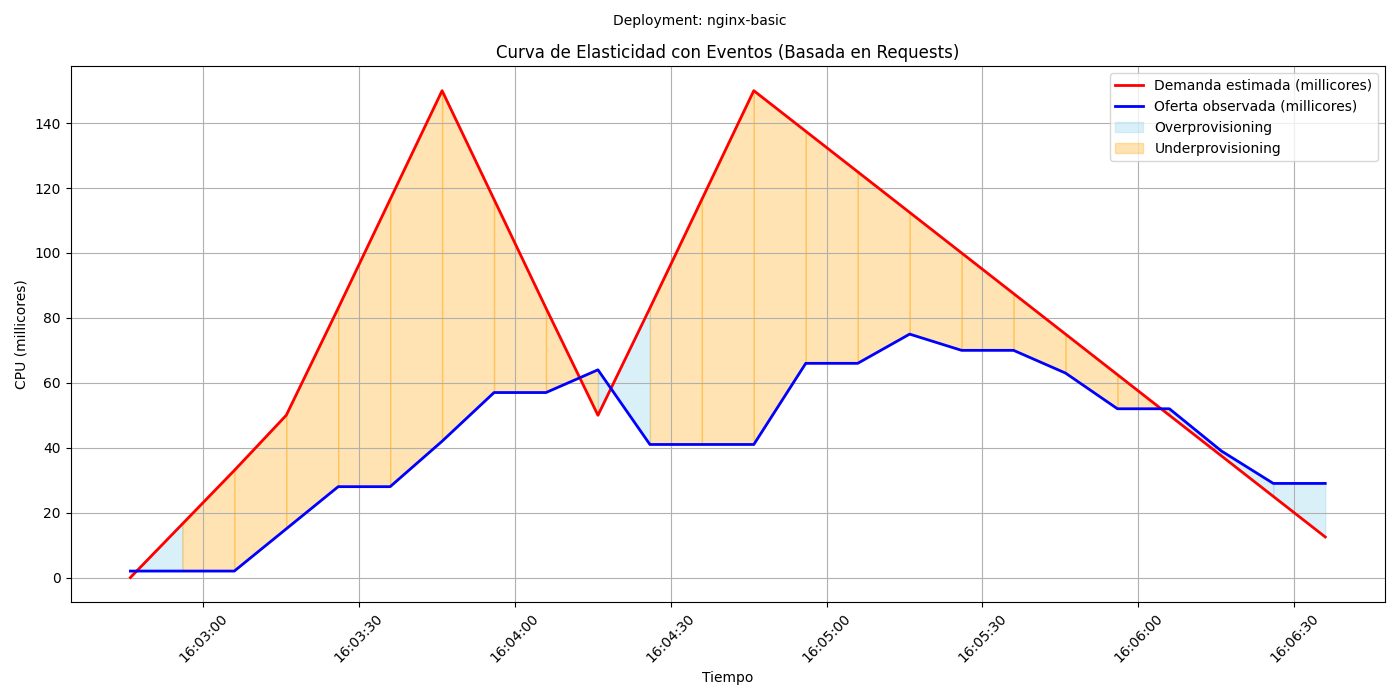 Deployment: nginx-basic
Curva de Elasticidad con Eventos (Basada en Requests)
Demanda estimada (millicores)
Oferta observada (millicores)
Overprovisioning
Underprovisioning
CPU (millicores)
140
120
100
80
60
40
20
0
16:03:00
16:03:30
16:04:00
16:04:30
16:05:00
16:05:30
16:06:00
16:06:30
Tiempo